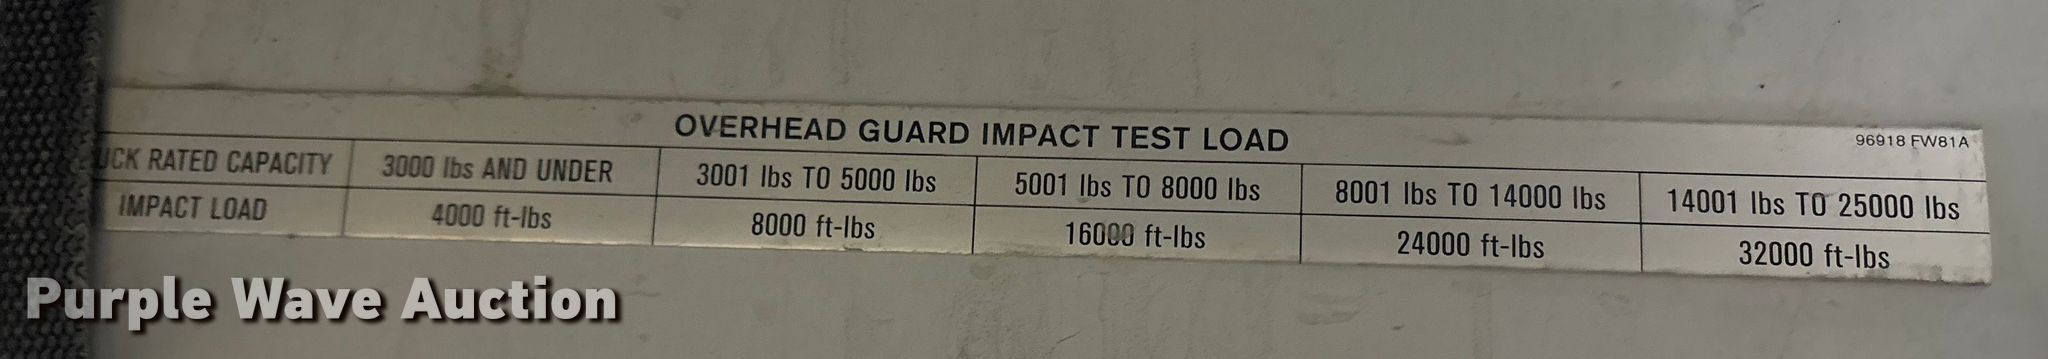 OVERHEAD GUARD IMPACT TEST LOAD
96918 FW81A
RATED CAPACITY 3000 lbs AND UNDER 3001 lbs TO 5000 lbs 5001 lbs TO 8000 lbs 8001 lbs TO 14000 lbs 14001 lbs TO 25000 lbs
IMPACT LOAD 4000 ft-lbs 8000 ft-lbs 16000 ft-lbs 24000 ft-lbs 32000 ft-lbs
Purple Wave Auction